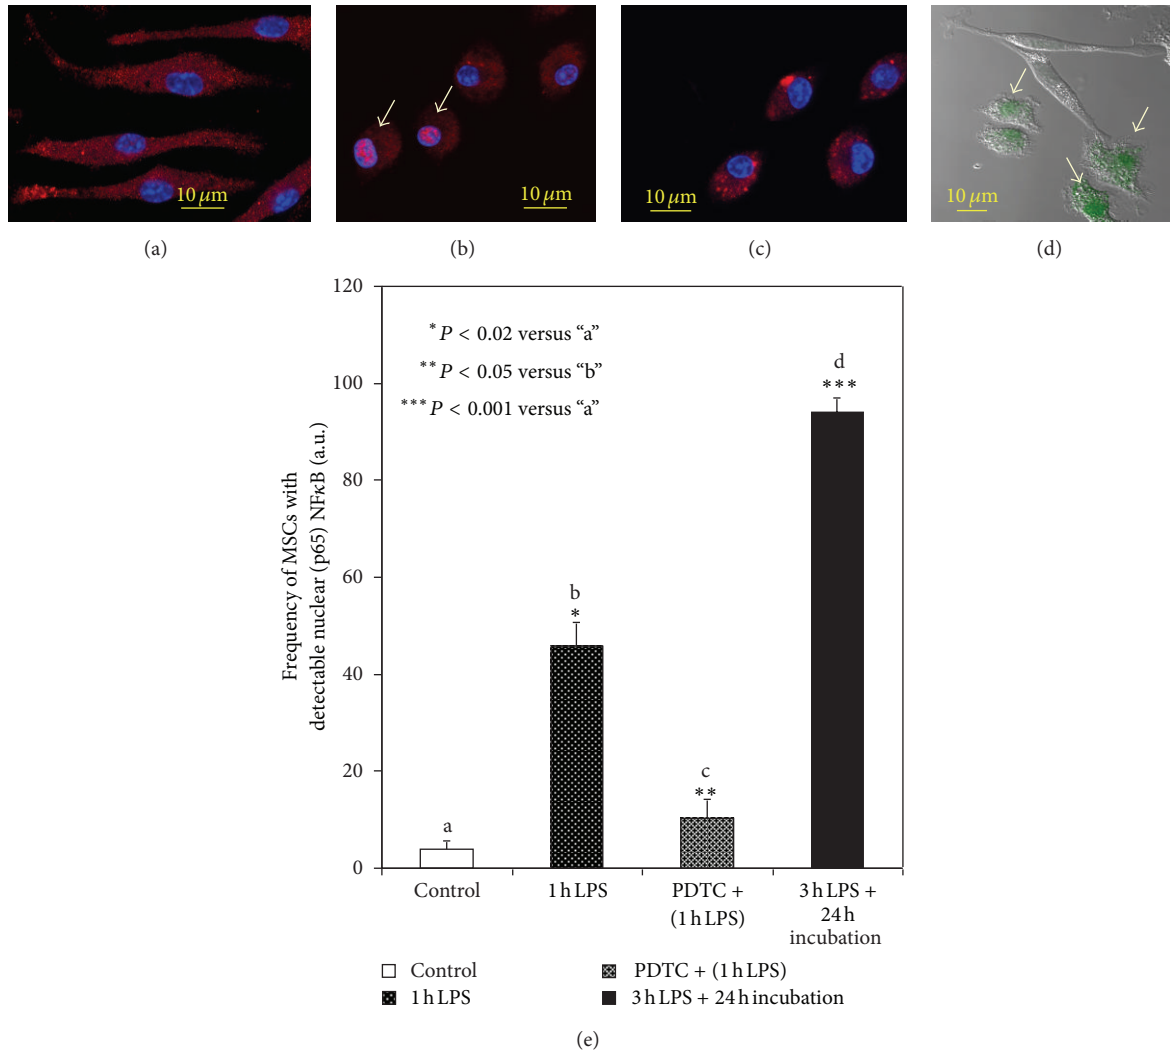 10 μm
10 μm
10 μm
10 μm
(a)
(b)
(c)
(d)
120
100
80
60
40
20
0
Frequency of MSCs with
detectable nuclear (p65) NFκB (a.u.)
*P < 0.02 versus “a”
**P < 0.05 versus “b”
***P < 0.001 versus “a”
a
b
*
c
**
d
***
Control
1 h LPS
PDTC +
(1 h LPS)
3 h LPS +
24 h
incubation
Control
1 h LPS
PDTC + (1 h LPS)
3 h LPS + 24 h incubation
(e)